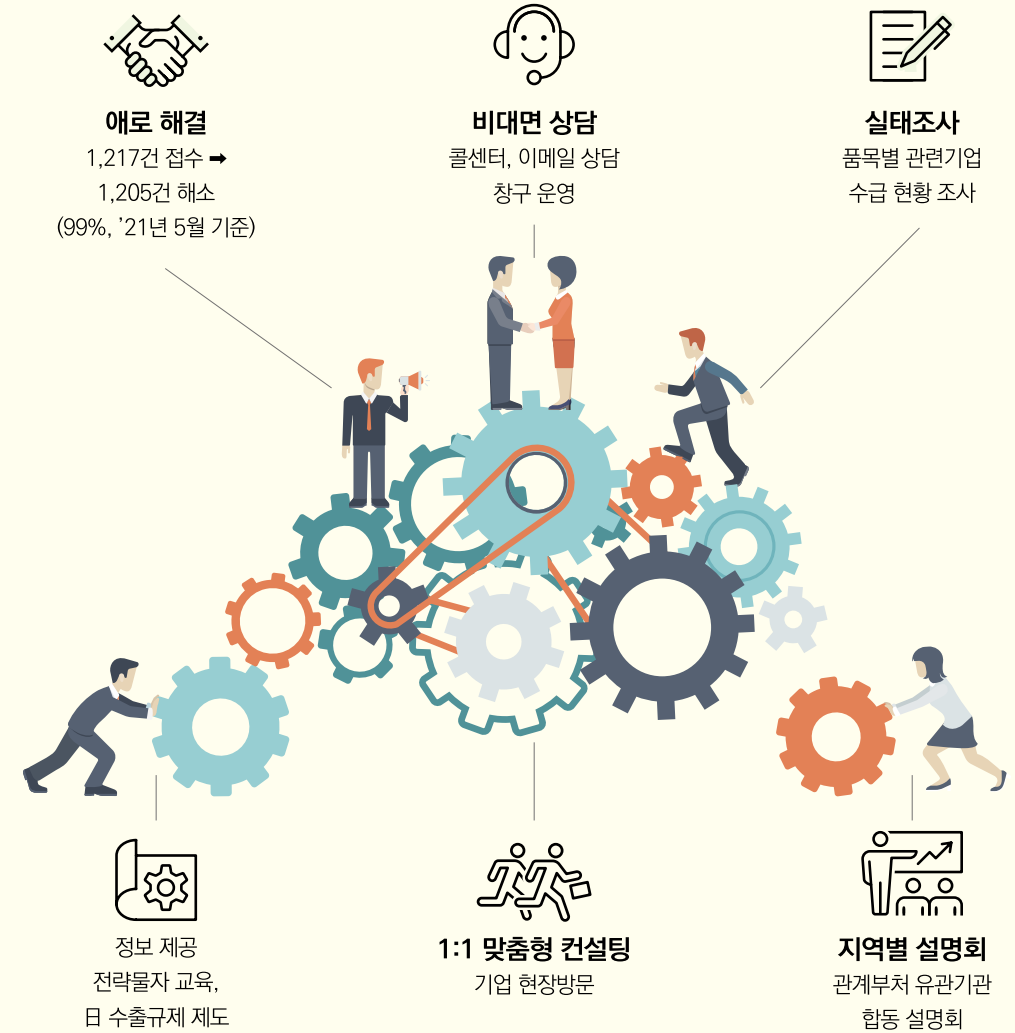 애로 해결
1,217건 접수 ➡
1,205건 해소
(99%, ’21년 5월 기준)
비대면 상담
콜센터, 이메일 상담
창구 운영
실태조사
품목별 관련기업
수급 현황 조사
정보 제공
전략물자 교육,
日 수출규제 제도
1:1 맞춤형 컨설팅
기업 현장방문
지역별 설명회
관계부처 유관기관
합동 설명회